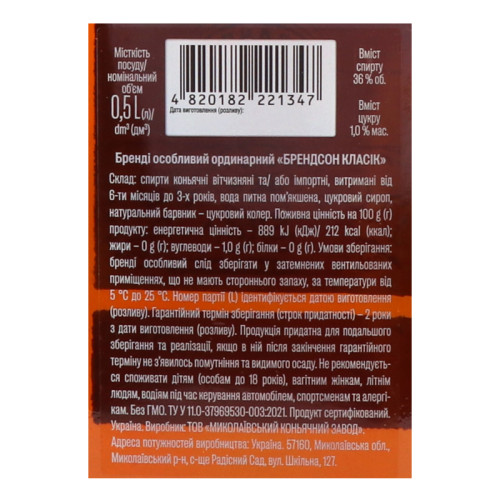 Місткість
посуду/
номінальний
об'єм
0,5 L (л)/
dm³ (дм³)
4 820182 221347
Дата виготовлення (розливу):
Вміст
спирту
36 % об.
Вміст
цукру
1,0 % мас.
Бренді особливий ординарний «БРЕНДСОН КЛАСІК»
Склад: спирти коньячні вітчизняні та/ або імпортні, витримані від
6-ти місяців до 3-х років, вода питна пом'якшена, цукровий сироп,
натуральний барвник – цукровий колер. Поживна цінність на 100 g (г)
продукту: енергетична цінність – 889 kJ (кДж)/ 212 kcal (ккал);
жири – 0 g (г); вуглеводи – 1,0 g (г); білки – 0 g (г). Умови зберігання:
бренді особливий слід зберігати у затемнених вентильованих
приміщеннях, що не мають стороннього запаху, за температури від
5 °C до 25 °C. Номер партії (L) ідентифікується датою виготовлення
(розливу). Гарантійний термін зберігання (строк придатності) – 2 роки
з дати виготовлення (розливу). Продукція придатна для подальшого
зберігання та реалізації, якщо в ній після закінчення гарантійного
терміну не з'явилось помутніння та видимого осаду. Не рекомендується
споживати дітям (особам до 18 років), вагітним жінкам, літнім
людям, водіям під час керування автомобілем, спортсменам та алергі-
кам. Без ГМО. ТУ У 11.0-37969530-003:2021. Продукт сертифікований.
Україна. Виробник: ТОВ «МИКОЛАЇВСЬКИЙ КОНЬЯЧНИЙ ЗАВОД».
Адреса потужностей виробництва: Україна, 57160, Миколаївська обл.,
Миколаївський р-н, с-ще Радісний Сад, вул. Шкільна, 127.